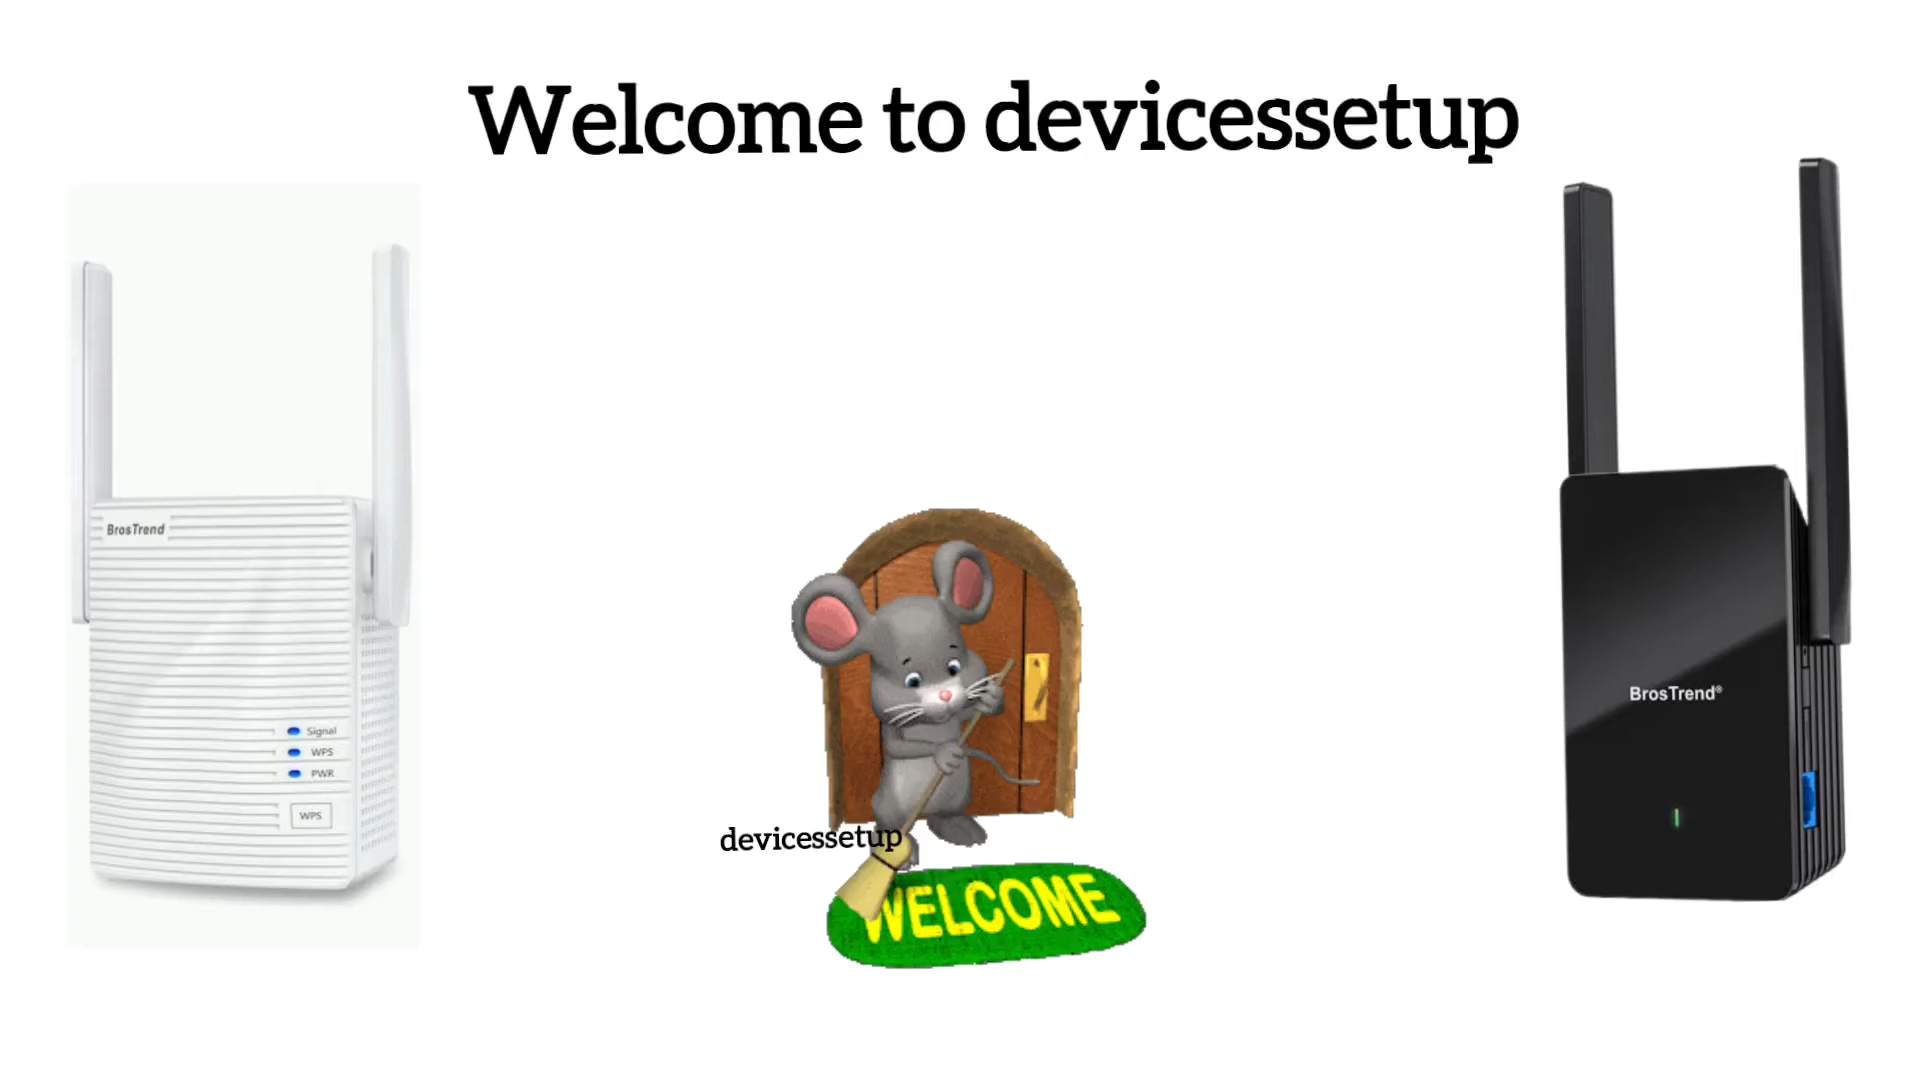 Welcome to devicessetup
BrosTrend
Signal
WPS
PWR
WPS
devicessetup
WELCOME
BrosTrend®